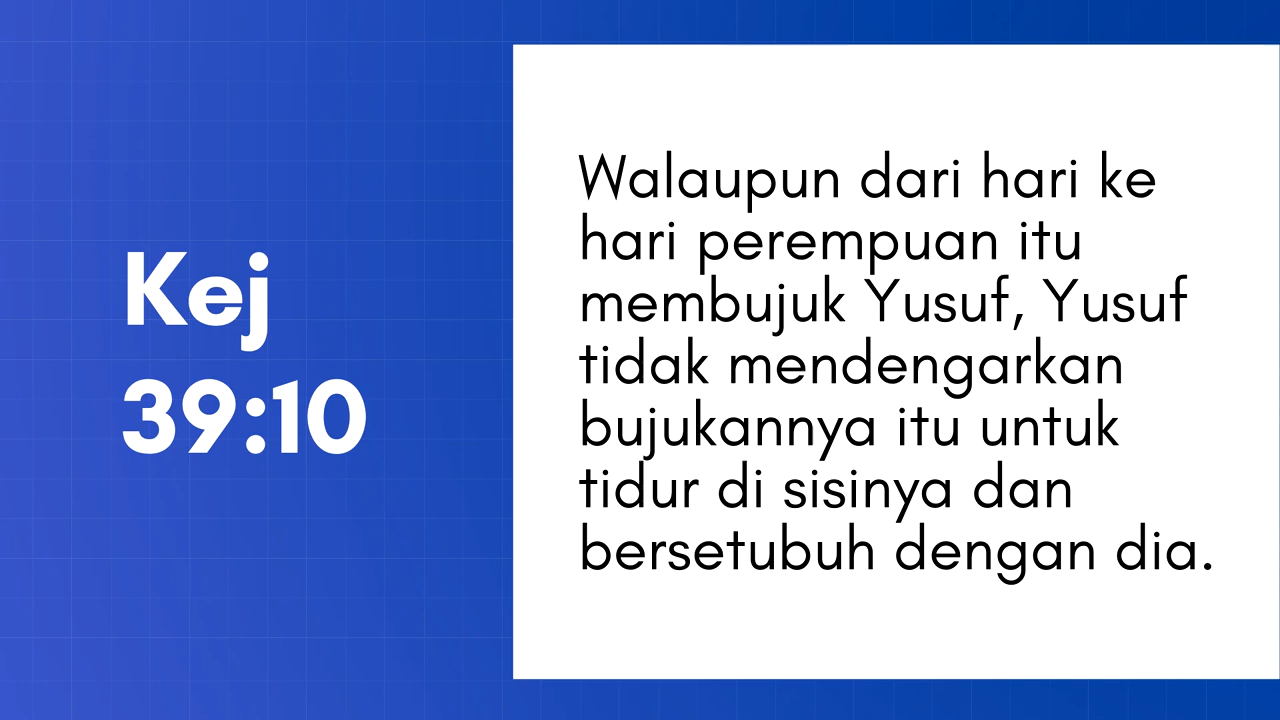 Kej
39:10
Walaupun dari hari ke
hari perempuan itu
membujuk Yusuf, Yusuf
tidak mendengarkan
bujukannya itu untuk
tidur di sisinya dan
bersetubuh dengan dia.